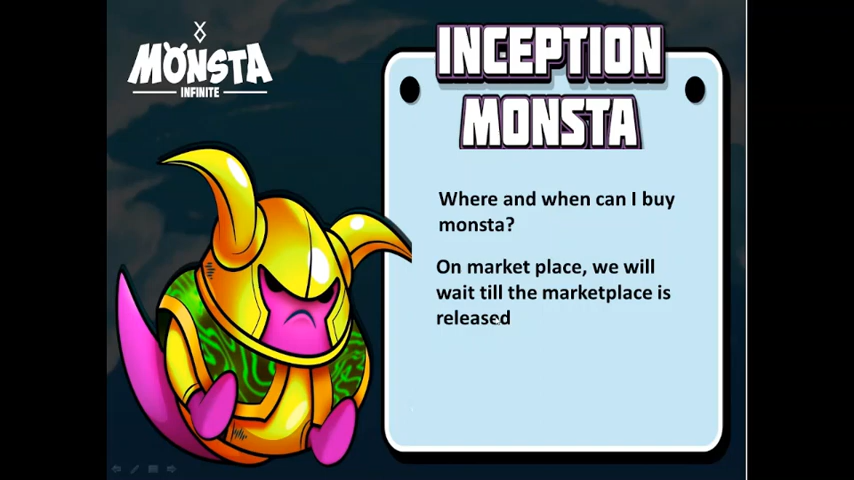 MONSTA
INFINITE
INCEPTION
MONSTA
Where and when can I buy
monsta?
On market place, we will
wait till the marketplace is
released